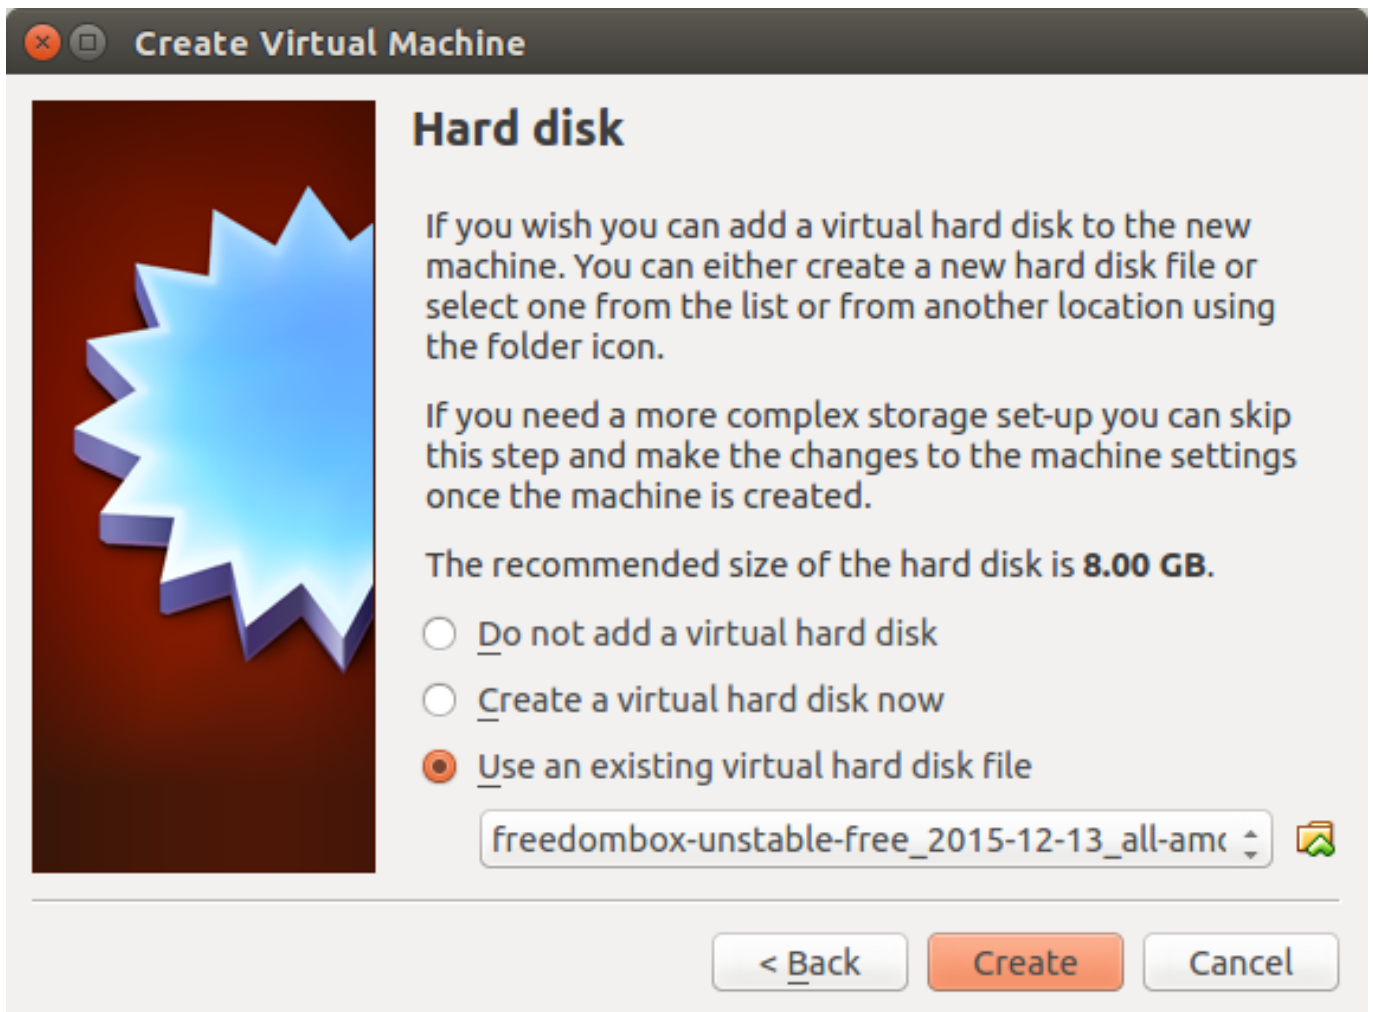 Create Virtual Machine
Hard disk
If you wish you can add a virtual hard disk to the new
machine. You can either create a new hard disk file or
select one from the list or from another location using
the folder icon.
If you need a more complex storage set-up you can skip
this step and make the changes to the machine settings
once the machine is created.
The recommended size of the hard disk is 8.00 GB.
Do not add a virtual hard disk
Create a virtual hard disk now
Use an existing virtual hard disk file
freedombox-unstable-free_2015-12-13_all-am
< Back
Create
Cancel